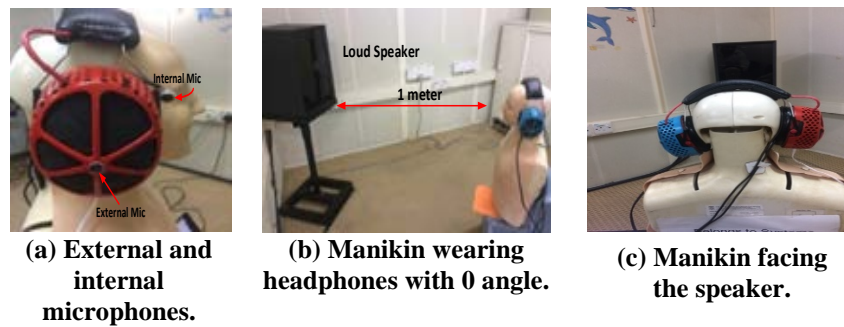 Internal Mic
External Mic
Loud Speaker
1 meter
(a) External and
internal
microphones.
(b) Manikin wearing
headphones with 0 angle.
(c) Manikin facing
the speaker.